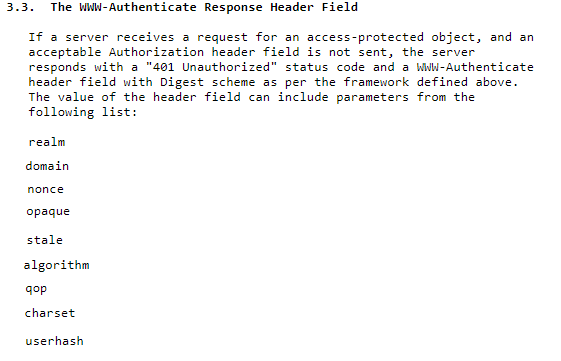 3.3. The WWW-Authenticate Response Header Field
If a server receives a request for an access-protected object, and an
acceptable Authorization header field is not sent, the server
responds with a "401 Unauthorized" status code and a WWW-Authenticate
header field with Digest scheme as per the framework defined above.
The value of the header field can include parameters from the
following list:
realm
domain
nonce
opaque
stale
algorithm
qop
charset
userhash